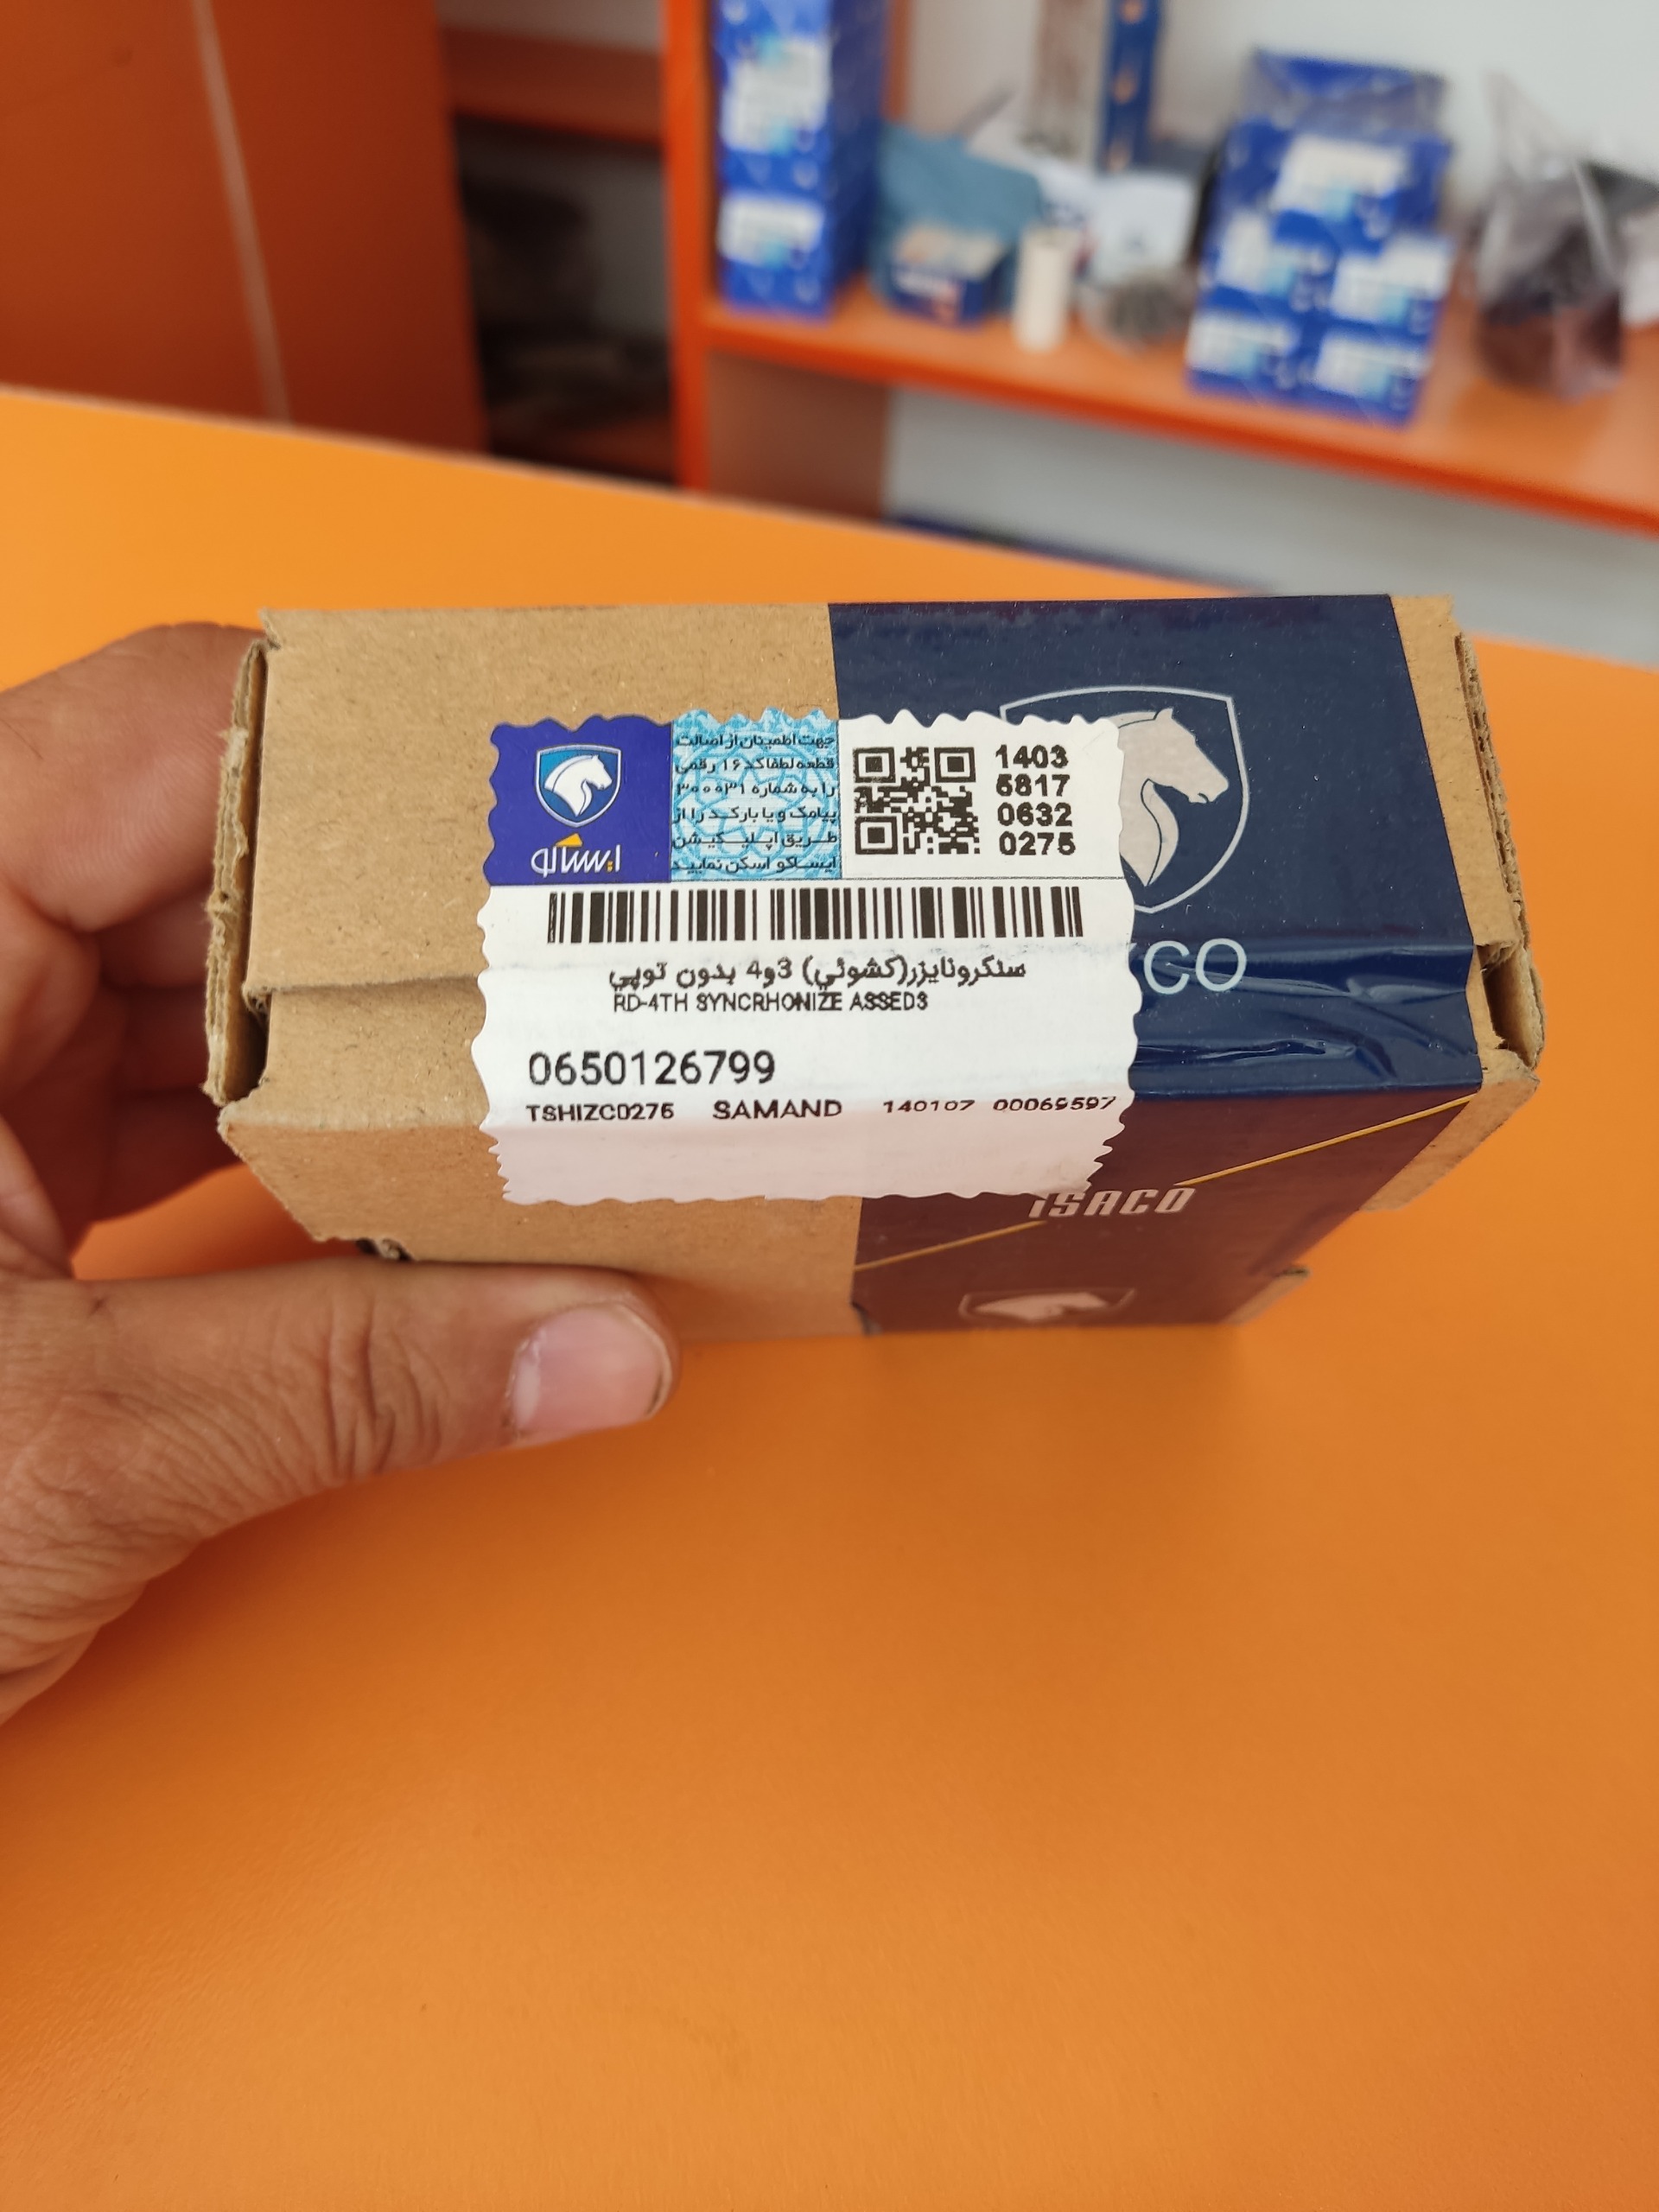 ایساکو
جهت اطمینان از اصالت
قطعه لطفا کد ۱۶ رقمی
را به شماره ۳۰۰۰۳۱
پیامک و یا بارکد را از
طریق اپلیکیشن
ایساکو اسکن نمایید
1403
5817
0632
0275
سنکرونایزر(کشوئي) 3و4 بدون توپي
RD-4TH SYNCRHONIZE ASSED3
0650126799
TSHIZC0275 SAMAND 140107 00069597
CO
ISACO